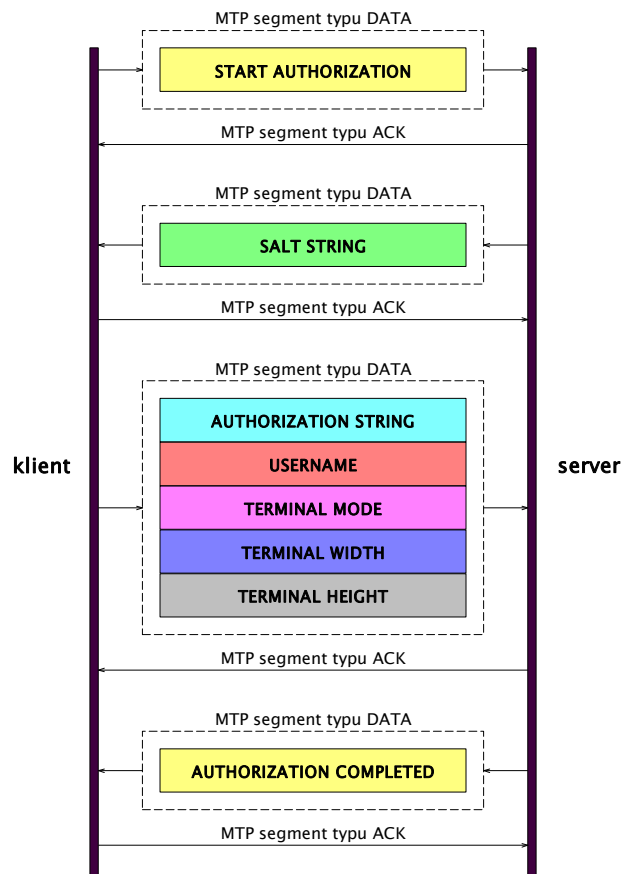 MTP segment typu DATA
START AUTHORIZATION
MTP segment typu ACK
MTP segment typu DATA
SALT STRING
MTP segment typu ACK
MTP segment typu DATA
AUTHORIZATION STRING
klient
USERNAME
server
TERMINAL MODE
TERMINAL WIDTH
TERMINAL HEIGHT
MTP segment typu ACK
MTP segment typu DATA
AUTHORIZATION COMPLETED
MTP segment typu ACK